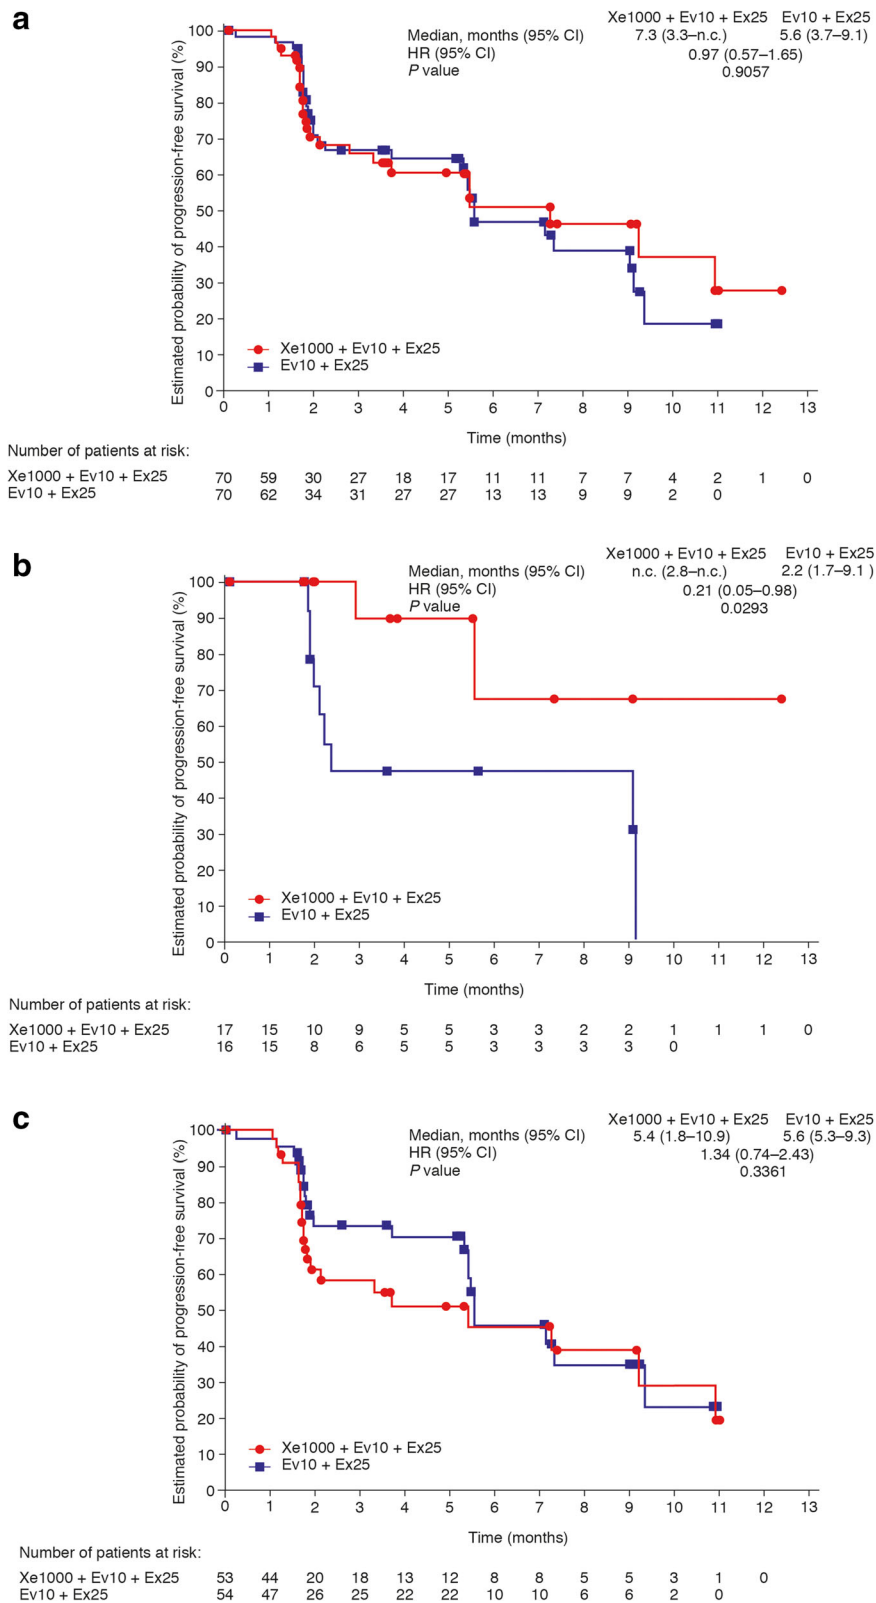 a
Xe1000 + Ev10 + Ex25 Ev10 + Ex25
Median, months (95% CI) 7.3 (3.3–n.c.) 5.6 (3.7–9.1)
HR (95% CI) 0.97 (0.57–1.65)
P value 0.9057
Estimated probability of progression-free survival (%)
100
90
80
70
60
50
40
30
20
10
0
Xe1000 + Ev10 + Ex25
Ev10 + Ex25
0 1 2 3 4 5 6 7 8 9 10 11 12 13
Time (months)
Number of patients at risk:
Xe1000 + Ev10 + Ex25 70 59 30 27 18 17 11 11 7 7 4 2 1 0
Ev10 + Ex25 70 62 34 31 27 27 13 13 9 9 2 0
b
Xe1000 + Ev10 + Ex25 Ev10 + Ex25
Median, months (95% CI) n.c. (2.8–n.c.) 2.2 (1.7–9.1 )
HR (95% CI) 0.21 (0.05–0.98)
P value 0.0293
Estimated probability of progression-free survival (%)
100
90
80
70
60
50
40
30
20
10
0
Xe1000 + Ev10 + Ex25
Ev10 + Ex25
0 1 2 3 4 5 6 7 8 9 10 11 12 13
Time (months)
Number of patients at risk:
Xe1000 + Ev10 + Ex25 17 15 10 9 5 5 3 3 2 2 1 1 1 0
Ev10 + Ex25 16 15 8 6 5 5 3 3 3 3 0
c
Xe1000 + Ev10 + Ex25 Ev10 + Ex25
Median, months (95% CI) 5.4 (1.8–10.9) 5.6 (5.3–9.3)
HR (95% CI) 1.34 (0.74–2.43)
P value 0.3361
Estimated probability of progression-free survival (%)
100
90
80
70
60
50
40
30
20
10
0
Xe1000 + Ev10 + Ex25
Ev10 + Ex25
0 1 2 3 4 5 6 7 8 9 10 11 12 13
Time (months)
Number of patients at risk:
Xe1000 + Ev10 + Ex25 53 44 20 18 13 12 8 8 5 5 3 1 0
Ev10 + Ex25 54 47 26 25 22 22 10 10 6 6 2 0